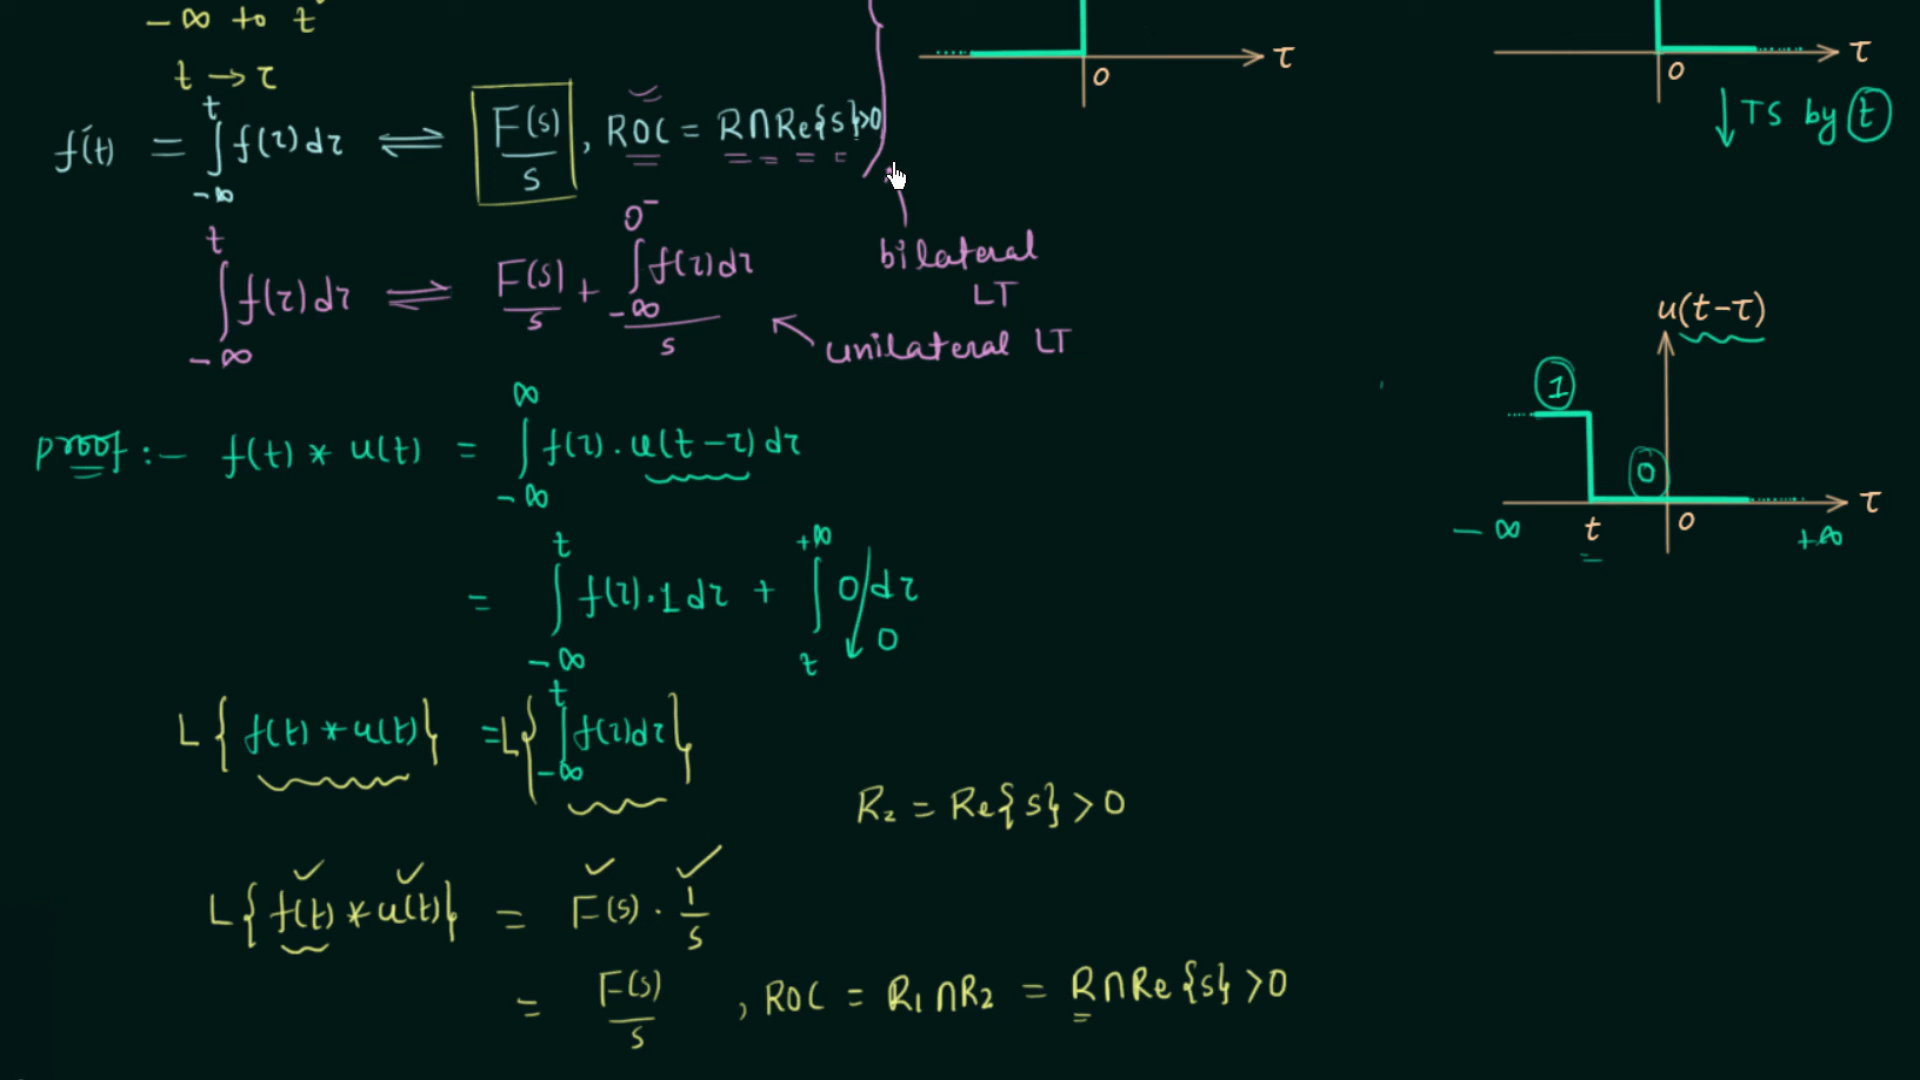 -∞ to t
t → τ
f́(t) = ∫_{-∞}^{t} f(τ)dτ ⇌ F(s)/s , ROC = R∩Re{s}>0
∫_{-∞}^{t} f(τ)dτ ⇌ F(s)/s + ∫_{-∞}^{0⁻} f(τ)dτ / s
bilateral
LT
unilateral LT
proof :- f(t) * u(t) = ∫_{-∞}^{∞} f(τ) . u(t-τ) dτ
= ∫_{-∞}^{t} f(τ).1 dτ + ∫_{t}^{+∞} 0 dτ
0
L{f(t) * u(t)} = L{∫_{-∞}^{t} f(τ)dτ}
R₂ = Re{s} > 0
L{f(t) * u(t)} = F(s) . 1/s
= F(s)/s , ROC = R₁∩R₂ = R∩Re{s} >0
0 τ
0 τ
↓ TS by t
u(t-τ)
1
0
τ
-∞ t 0 +∞